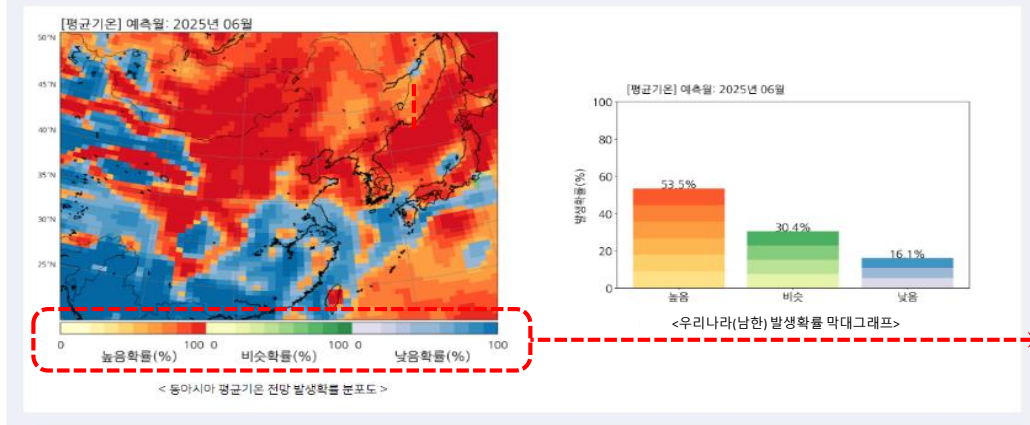 [평균기온] 예측월: 2025년 06월
50°N
45°N
40°N
35°N
30°N
25°N
0 100 0 100 0 100
높음확률(%) 비슷확률(%) 낮음확률(%)
< 동아시아 평균기온 전망 발생확률 분포도 >
[평균기온] 예측월: 2025년 06월
발생확률(%)
100
80
60
40
20
0
53.5%
30.4%
16.1%
높음 비슷 낮음
<우리나라(남한) 발생확률 막대그래프>